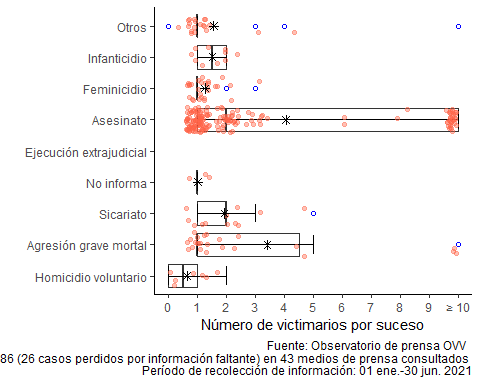 Otros
Infanticidio
Feminicidio
Asesinato
Ejecución extrajudicial
No informa
Sicariato
Agresión grave mortal
Homicidio voluntario
0 1 2 3 4 5 6 7 8 9 ≥ 10
Número de victimarios por suceso
Fuente: Observatorio de prensa OVV
86 (26 casos perdidos por información faltante) en 43 medios de prensa consultados
Período de recolección de información: 01 ene.-30 jun. 2021